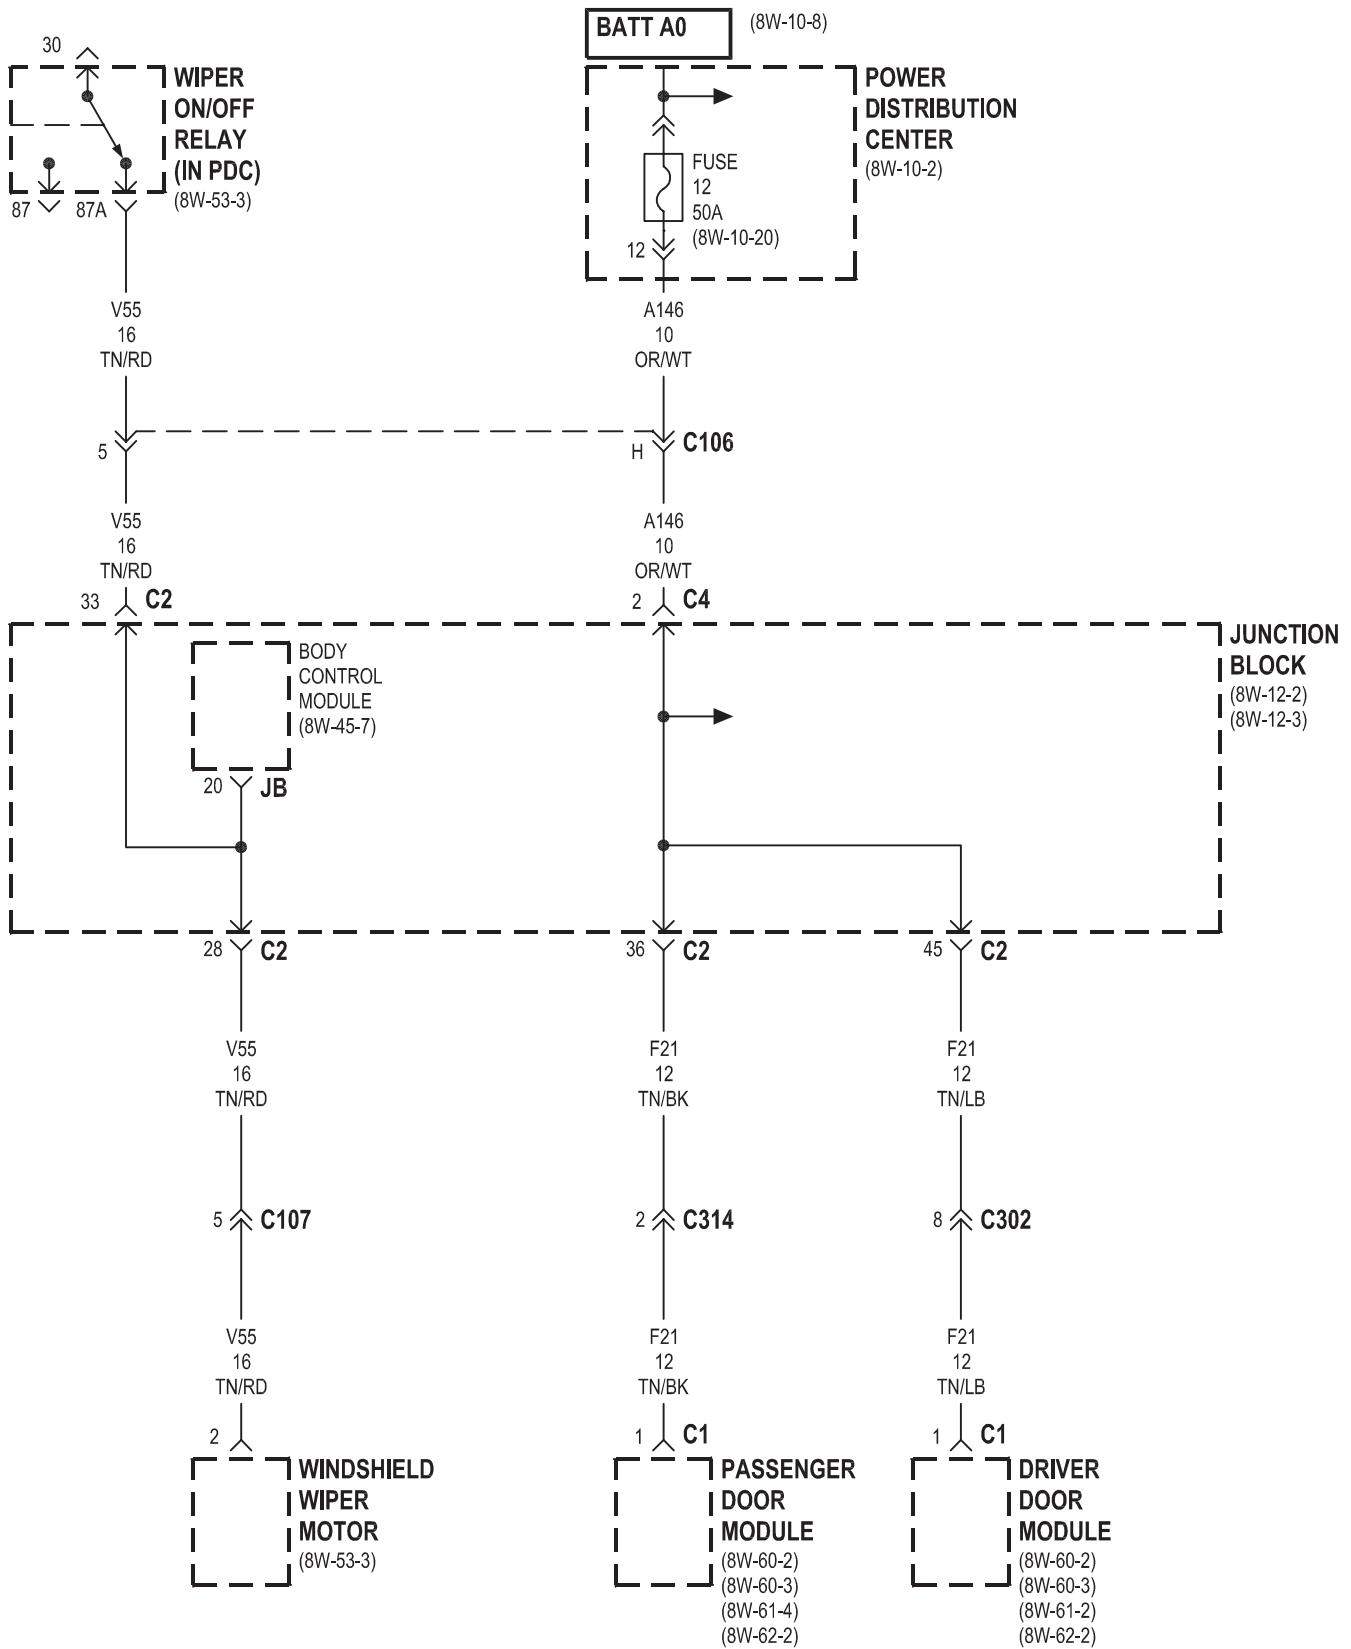 BATT A0
(8W-10-8)
30
WIPER
ON/OFF
RELAY
(IN PDC)
(8W-53-3)
87
87A
POWER
DISTRIBUTION
CENTER
(8W-10-2)
FUSE
12
50A
(8W-10-20)
12
V55
16
TN/RD
A146
10
OR/WT
5
H
C106
V55
16
TN/RD
A146
10
OR/WT
33
C2
2
C4
JUNCTION
BLOCK
(8W-12-2)
(8W-12-3)
BODY
CONTROL
MODULE
(8W-45-7)
20
JB
28
C2
36
C2
45
C2
V55
16
TN/RD
F21
12
TN/BK
F21
12
TN/LB
5
C107
2
C314
8
C302
V55
16
TN/RD
F21
12
TN/BK
F21
12
TN/LB
2
1
C1
1
C1
WINDSHIELD
WIPER
MOTOR
(8W-53-3)
PASSENGER
DOOR
MODULE
(8W-60-2)
(8W-60-3)
(8W-61-4)
(8W-62-2)
DRIVER
DOOR
MODULE
(8W-60-2)
(8W-60-3)
(8W-61-2)
(8W-62-2)